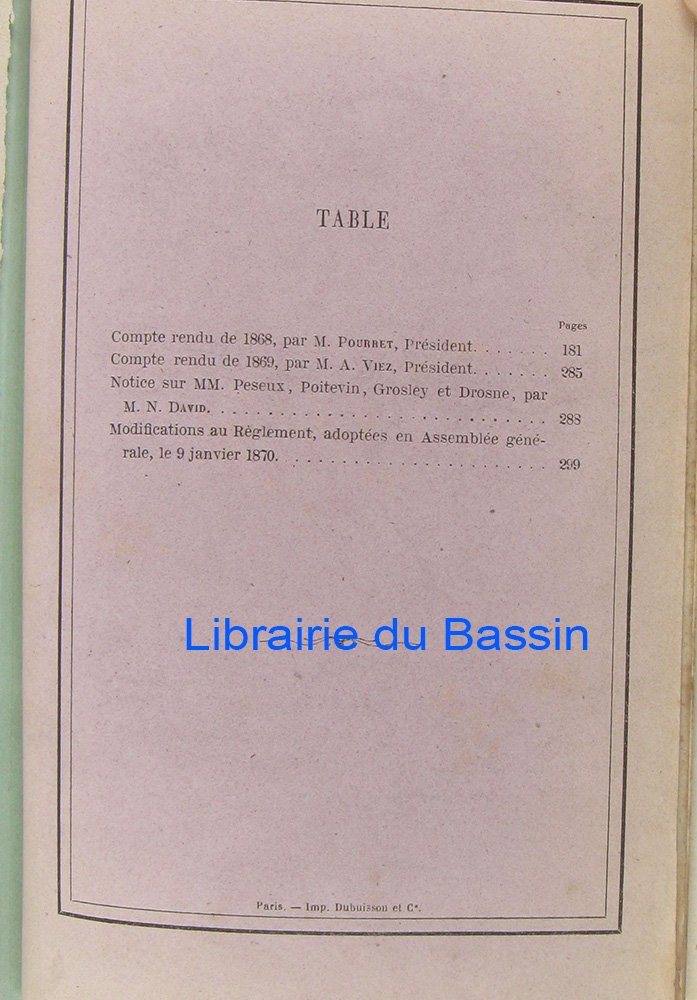 TABLE
Pages
Compte rendu de 1868, par M. POURRET, Président. . . . . . . 181
Compte rendu de 1869, par M. A. VIEZ, Président. . . . . . . 285
Notice sur MM. Peseux, Poitevin, Grosley et Drosne, par
M. N. DAVID. . . . . . . . . . . . . . . . . . . . . . . . . . . . 288
Modifications au Règlement, adoptées en Assemblée géné-
rale, le 9 janvier 1870. . . . . . . . . . . . . . . . . . . . . . . 299
Librairie du Bassin
Paris. — Imp. Dubuisson et Cᵉ.